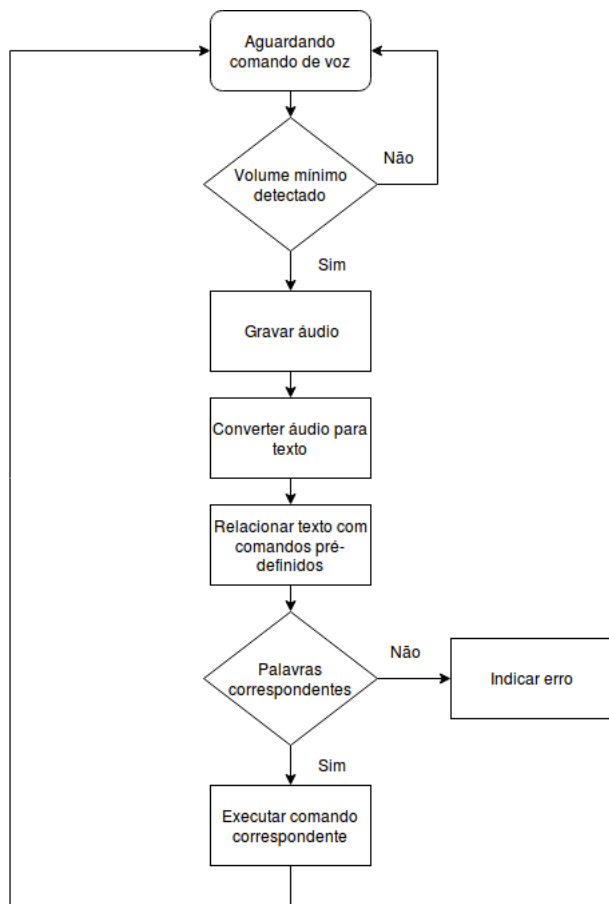 Aguardando
comando de voz
Não
Volume mínimo
detectado
Sim
Gravar áudio
Converter áudio para
texto
Relacionar texto com
comandos pré-
definidos
Não
Palavras
correspondentes
Indicar erro
Sim
Executar comando
correspondente